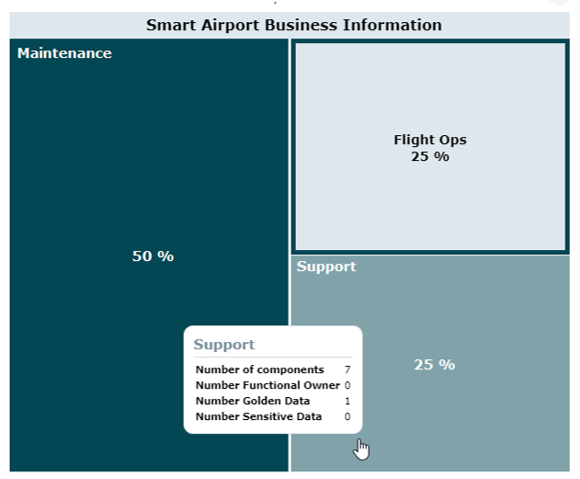 Smart Airport Business Information
Maintenance
50 %
Flight Ops
25 %
Support
25 %
Support
Number of components 7
Number Functional Owner 0
Number Golden Data 1
Number Sensitive Data 0